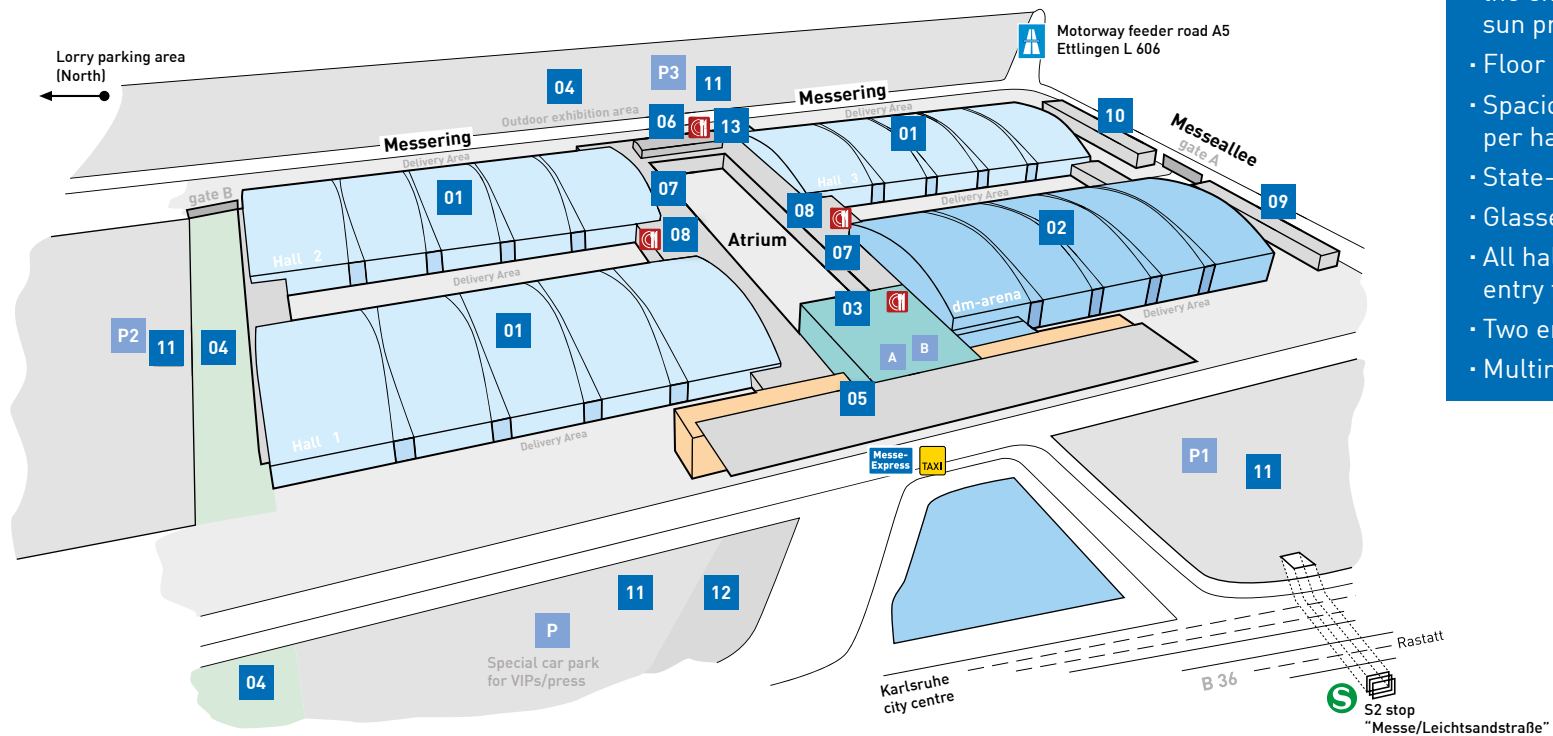 Lorry parking area
(North)
Motorway feeder road A5
Ettlingen L 606
P3
11
04
Outdoor exhibition area
Messering
Delivery Area
06
13
Messering
Delivery Area
10
Messeallee
gate A
09
gate B
01
Hall 2
07
08
Delivery Area
Atrium
01
Hall 3
08
07
Delivery Area
02
dm-arena
Delivery Area
03
A
B
05
P2
11
04
01
Hall 1
Delivery Area
Messe-
Express
TAXI
P1
11
11
12
P
Special car park
for VIPs/press
04
Karlsruhe
city centre
B 36
Rastatt
S
S2 stop
"Messe/Leichtsandstraße"
sun pr
· Floor
· Spacio
per ha
· State-
· Glasse
· All ha
entry
· Two e
· Multi